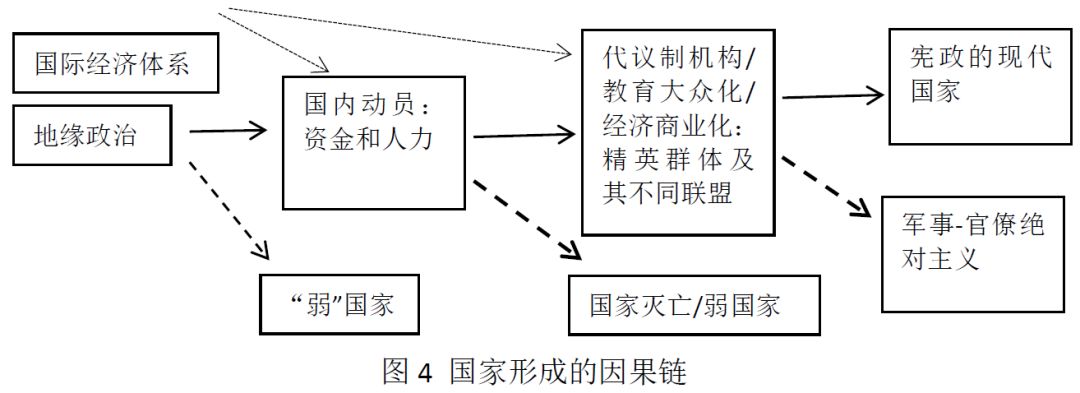 国际经济体系
地缘政治
国内动员：
资金和人力
代议制机构/
教育大众化/
经济商业化：
精英群体及
其不同联盟
宪政的现代
国家
军事-官僚绝
对主义
“弱”国家
国家灭亡/弱国家
图 4 国家形成的因果链